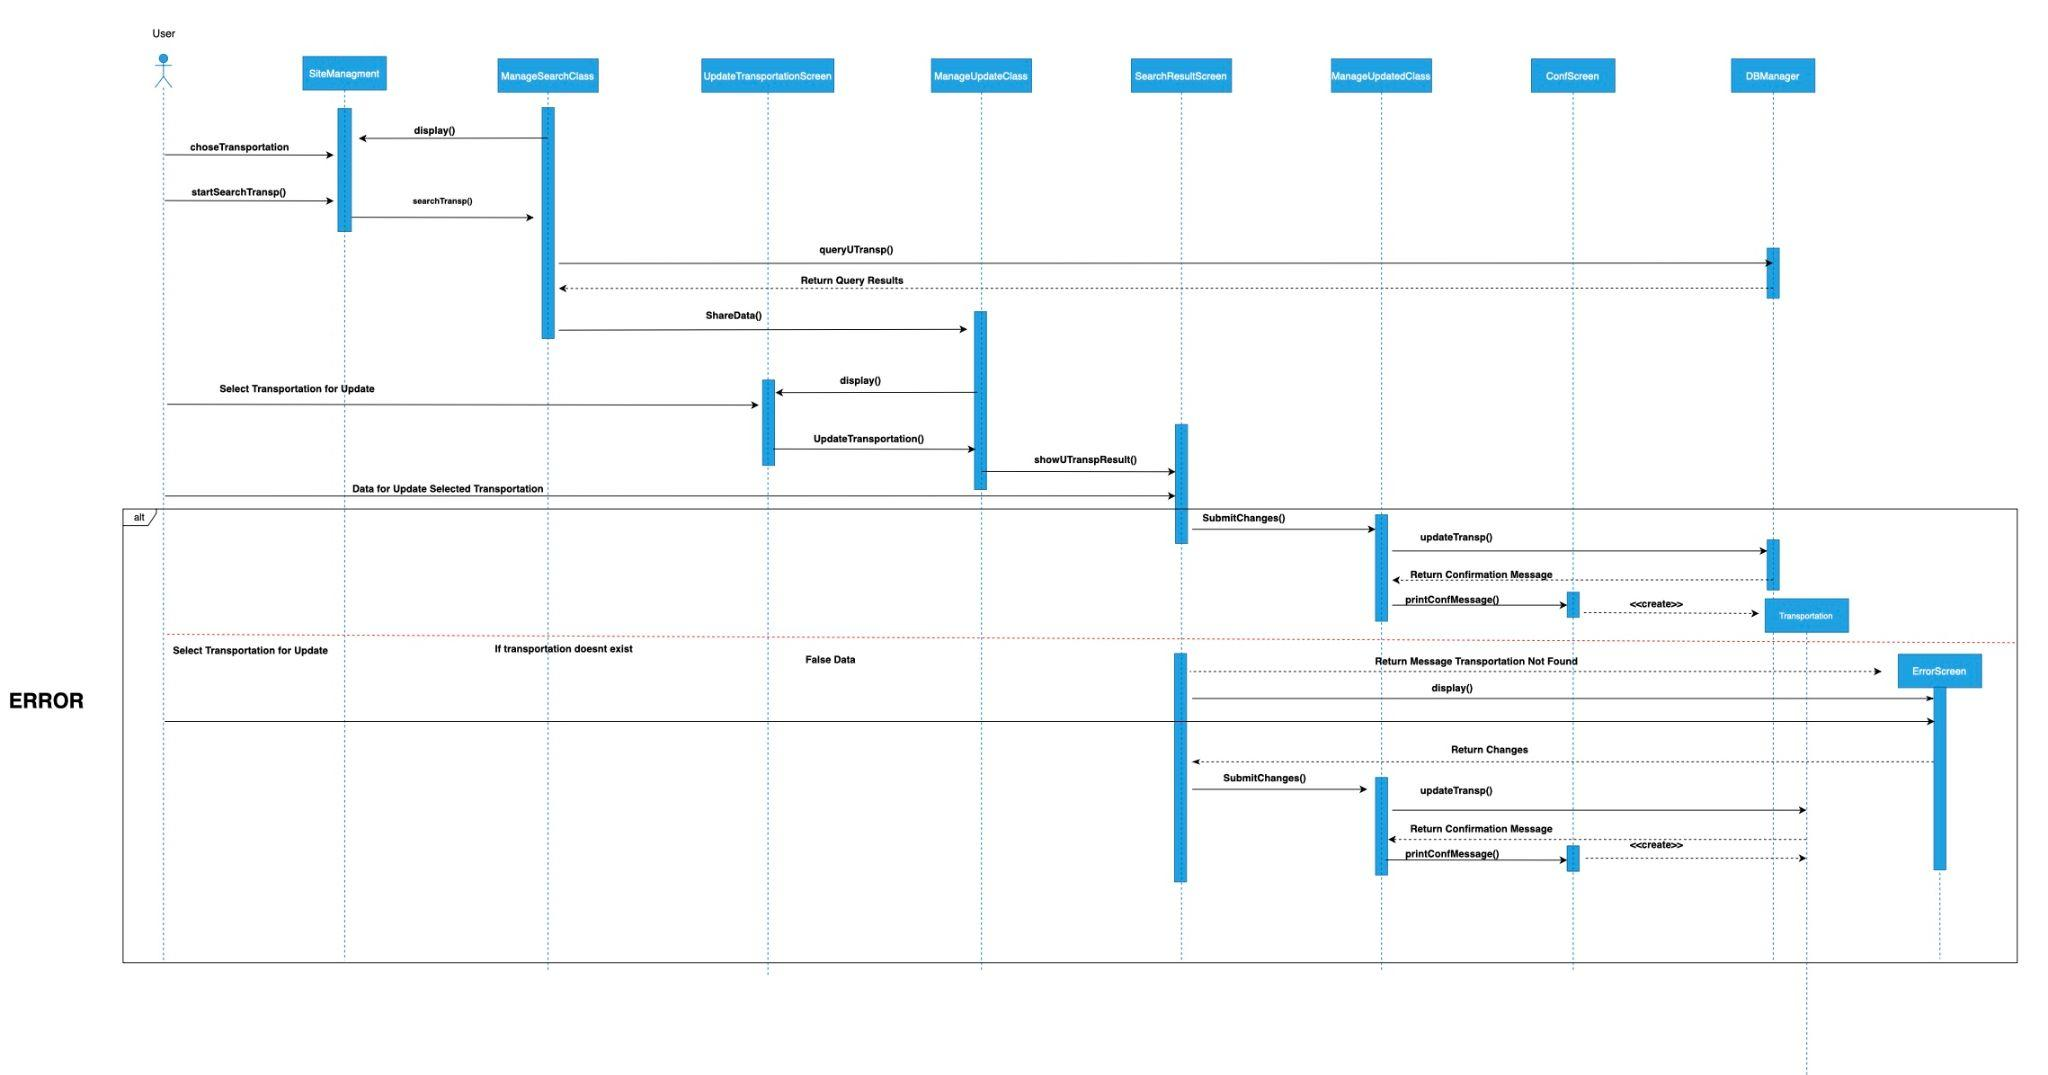 User
SiteManagment
ManageSearchClass
UpdateTransportationScreen
ManageUpdateClass
SearchResultScreen
ManageUpdatedClass
ConfScreen
DBManager
display()
choseTransportation
startSearchTransp()
searchTransp()
queryUTransp()
Return Query Results
ShareData()
display()
Select Transportation for Update
UpdateTransportation()
showUTranspResult()
Data for Update Selected Transportation
alt
SubmitChanges()
updateTransp()
Return Confirmation Message
printConfMessage()
<<create>>
Transportation
Select Transportation for Update
If transportation doesnt exist
False Data
Return Message Transportation Not Found
ErrorScreen
display()
ERROR
Return Changes
SubmitChanges()
updateTransp()
Return Confirmation Message
printConfMessage()
<<create>>